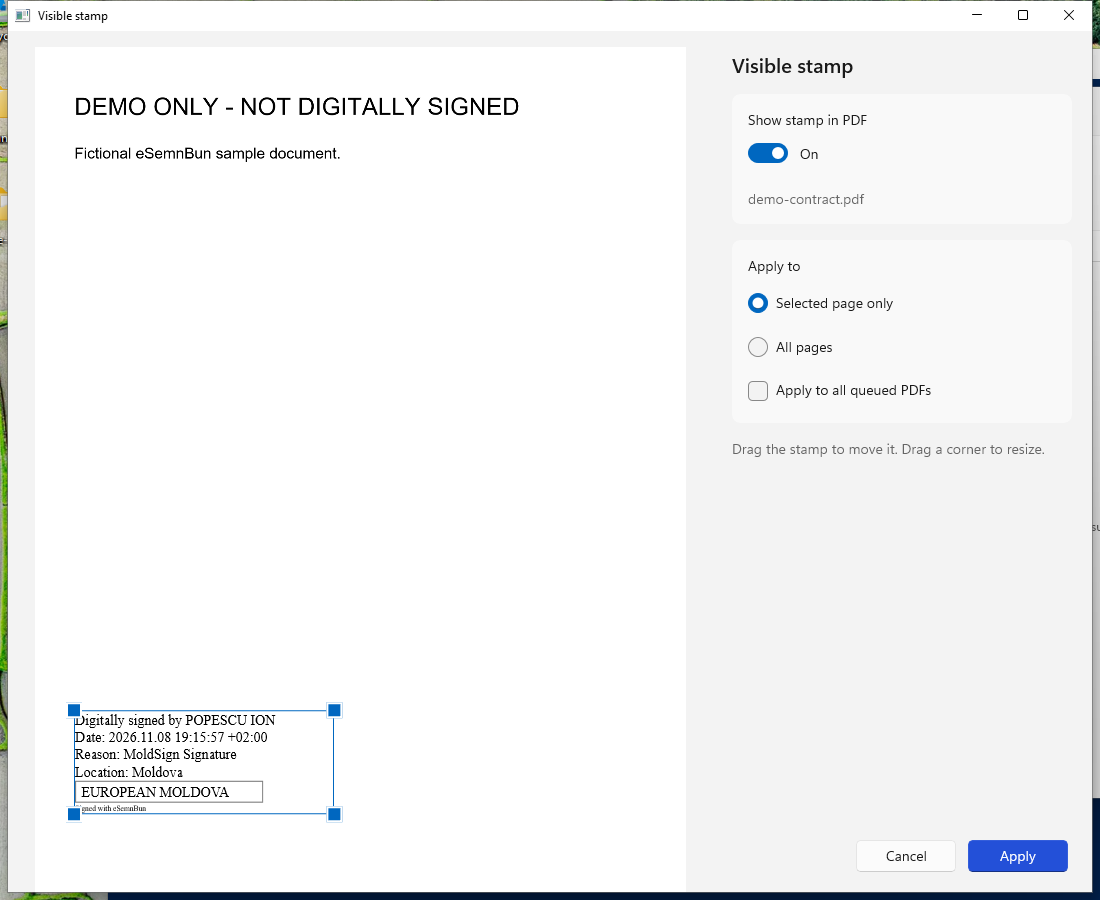 Visible stamp
DEMO ONLY - NOT DIGITALLY SIGNED
Fictional eSemnBun sample document.
Digitally signed by POPESCU ION
Date: 2026.11.08 19:15:57 +02:00
Reason: MoldSign Signature
Location: Moldova
EUROPEAN MOLDOVA
with eSemnBun
Visible stamp
Show stamp in PDF
On
demo-contract.pdf
Apply to
Selected page only
All pages
Apply to all queued PDFs
Drag the stamp to move it. Drag a corner to resize.
Cancel
Apply